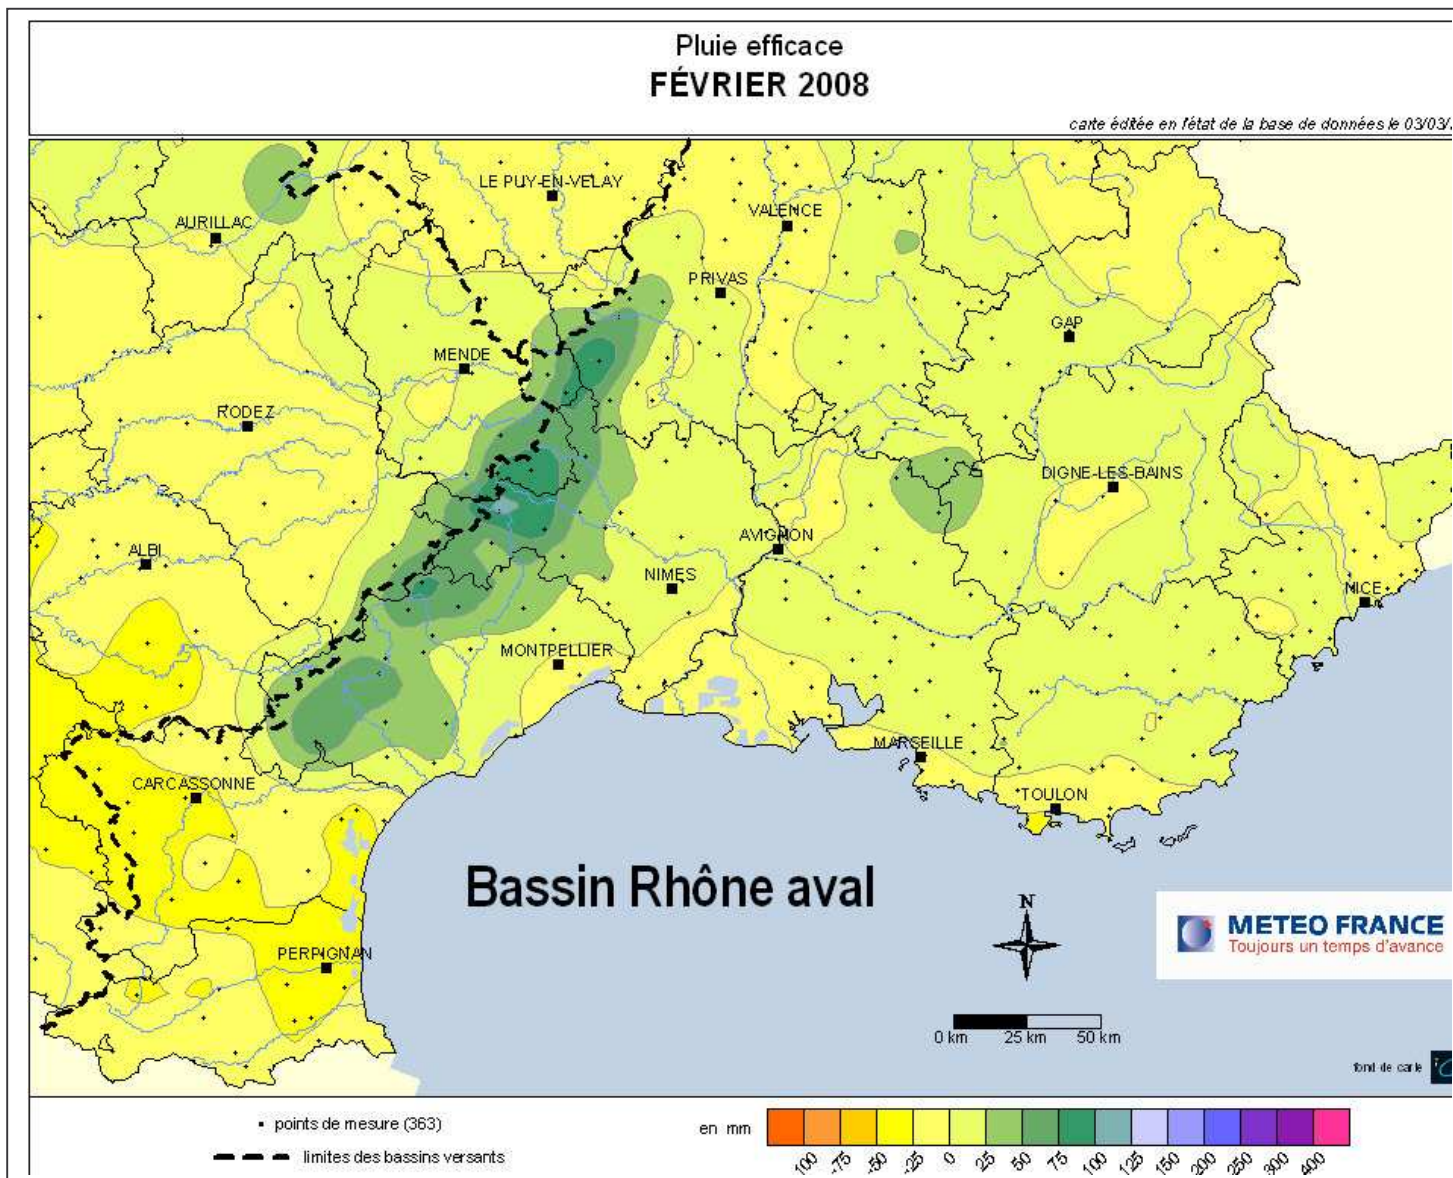 Pluie efficace
FÉVRIER 2008
carte éditée en l'état de la base de données le 03/03/
LE PUY-EN-VELAY
AURILLAC
VALENCE
PRIVAS
GAP
MENDE
RODEZ
DIGNE-LES-BAINS
AVIGNON
ALBI
NIMES
NICE
MONTPELLIER
MARSEILLE
CARCASSONNE
TOULON
Bassin Rhône aval
N
METEO FRANCE
Toujours un temps d'avance
PERPIGNAN
0 km 25 km 50 km
fond de carte
points de mesure (363)
en mm
limites des bassins versants
100 -75 -50 -25 0 25 50 75 100 125 150 200 250 300 400